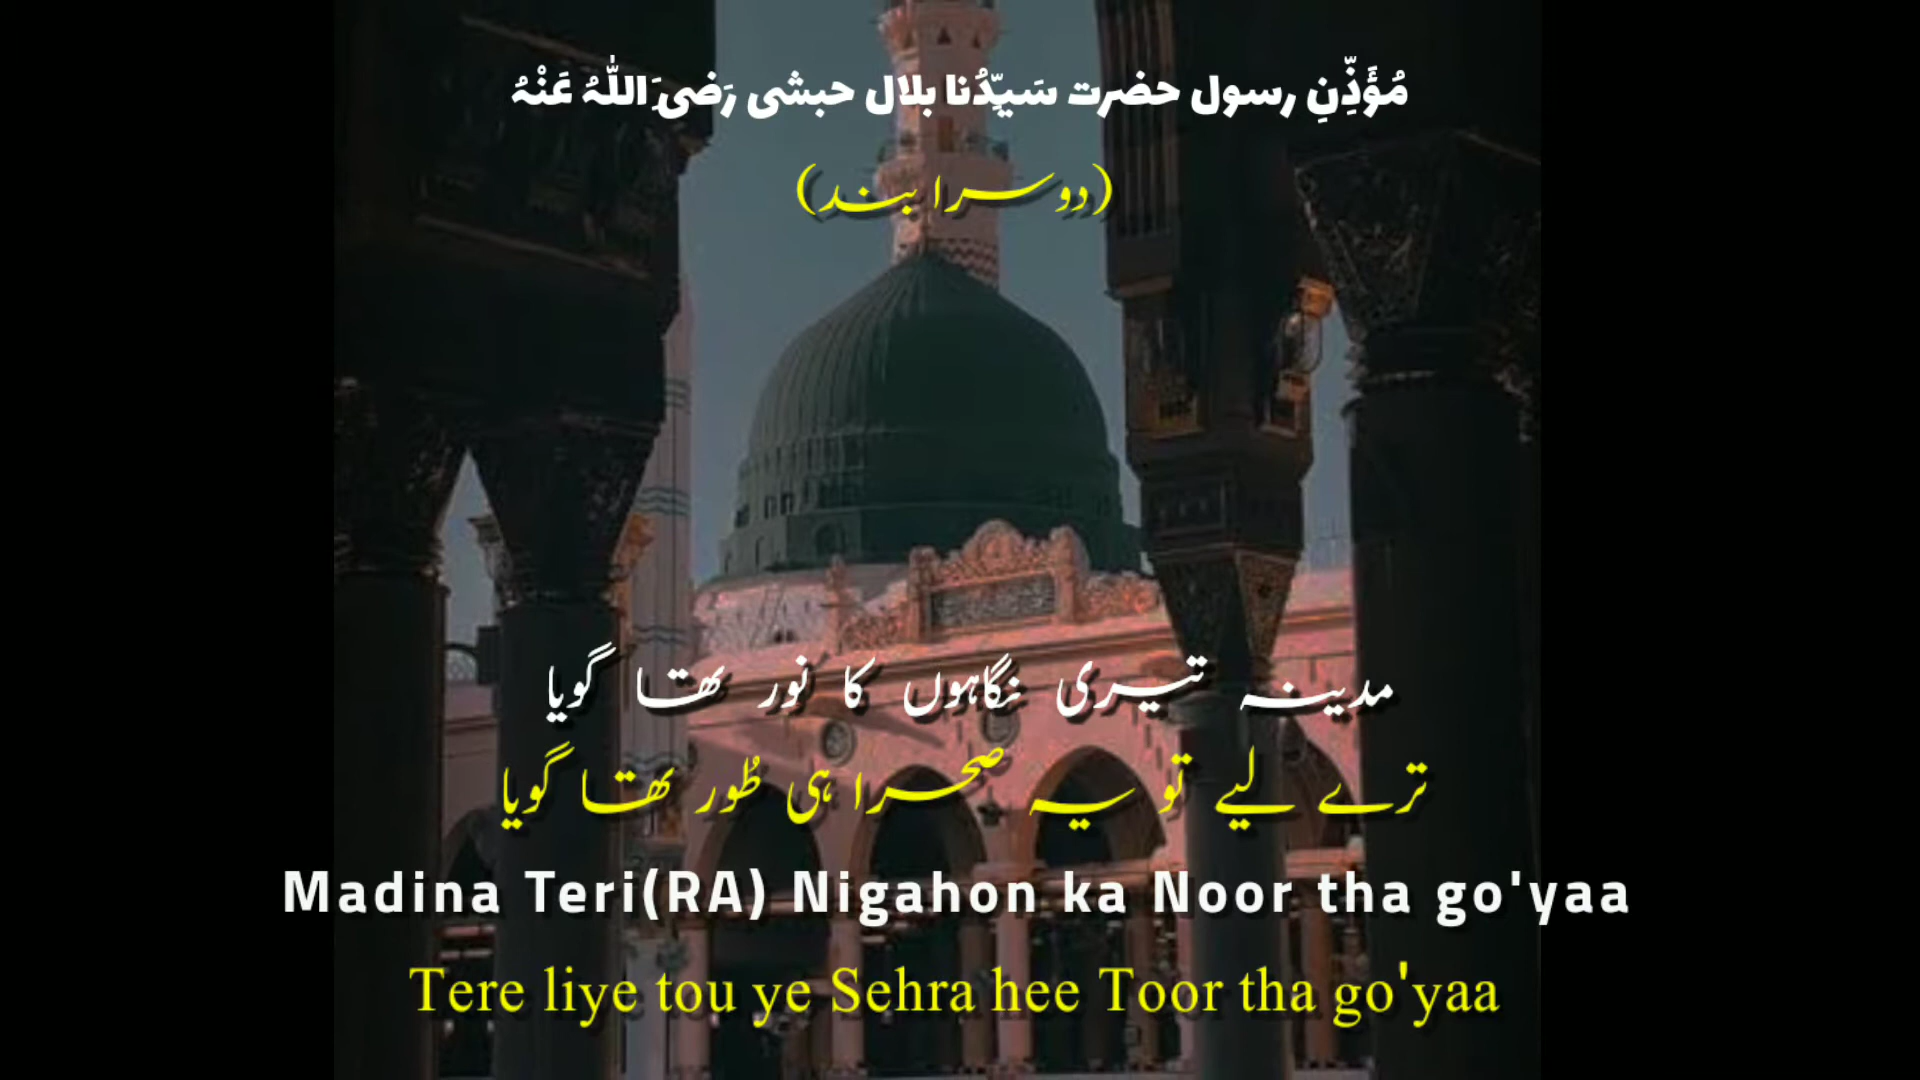 مُؤَذِّنِ رسول حضرت سَیِّدُنا بلال حبشی رَضیَ اللّٰہُ عَنْہُ
(دوسرا بند)
مدینہ تیری نگاہوں کا نور تھا گویا
ترے لیے تو یہ صحرا ہی طُور تھا گویا
Madina Teri(RA) Nigahon ka Noor tha go'yaa
Tere liye tou ye Sehra hee Toor tha go'yaa